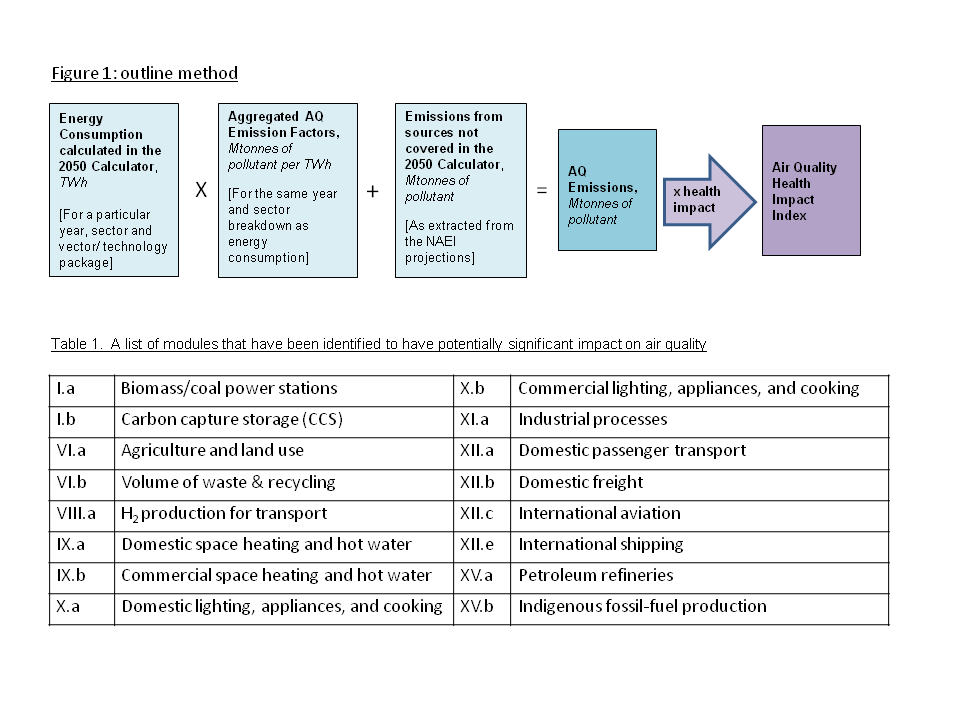 Figure 1: outline method
Energy
Consumption
calculated in the
2050 Calculator,
TWh
[For a particular
year, sector and
vector/ technology
package]
X
Aggregated AQ
Emission Factors,
Mtonnes of
pollutant per TWh
[For the same year
and sector
breakdown as
energy
consumption]
+
Emissions from
sources not
covered in the
2050 Calculator,
Mtonnes of
pollutant
[As extracted from
the NAEI
projections]
=
AQ
Emissions,
Mtonnes of
pollutant
x health
impact
Air Quality
Health
Impact
Index
Table 1. A list of modules that have been identified to have potentially significant impact on air quality
I.a Biomass/coal power stations X.b Commercial lighting, appliances, and cooking
I.b Carbon capture storage (CCS) XI.a Industrial processes
VI.a Agriculture and land use XII.a Domestic passenger transport
VI.b Volume of waste & recycling XII.b Domestic freight
VIII.a H2 production for transport XII.c International aviation
IX.a Domestic space heating and hot water XII.e International shipping
IX.b Commercial space heating and hot water XV.a Petroleum refineries
X.a Domestic lighting, appliances, and cooking XV.b Indigenous fossil-fuel production